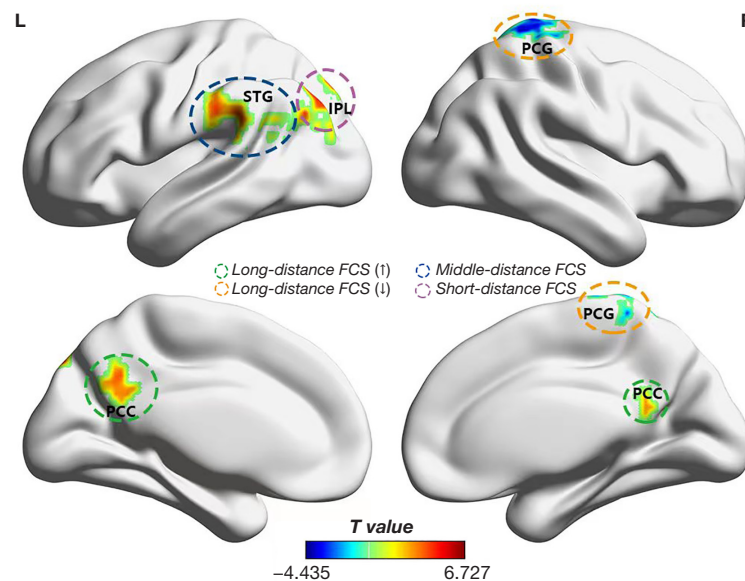 L
STG
IPL
PCG
Long-distance FCS (↑)
Middle-distance FCS
Long-distance FCS (↓)
Short-distance FCS
PCG
PCC
PCC
T value
−4.435
6.727